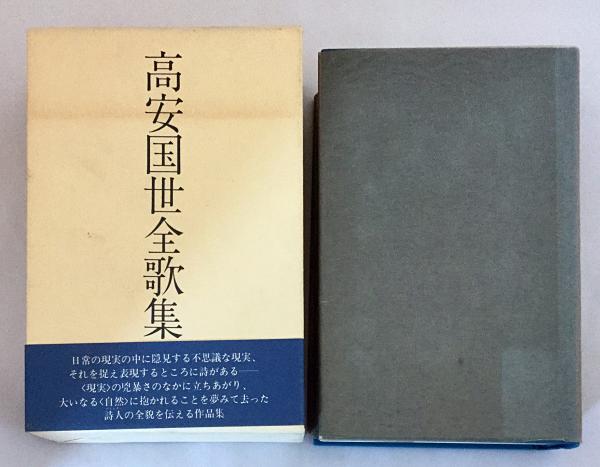 高安国世全歌集
日常の現実の中に隠見する不思議な現実、
それを捉え表現するところに詩がある――
〈現実〉の兇暴さのなかに立ちあがり、
大いなる〈自然〉に抱かれることを夢みて去った
詩人の全貌を伝える作品集